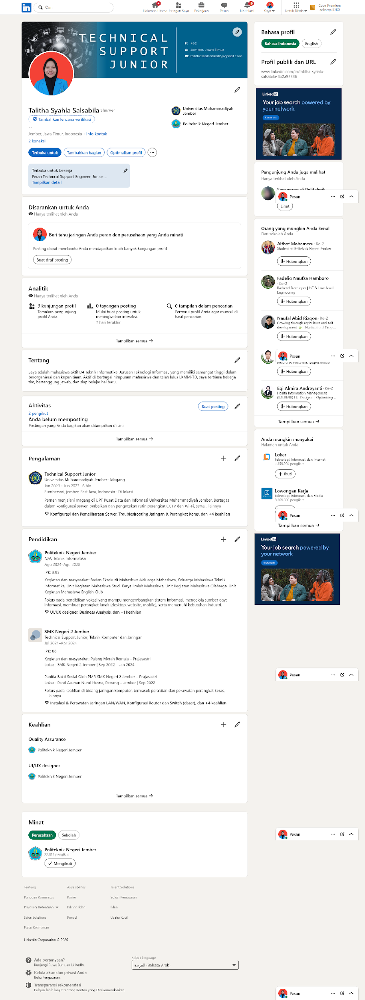 Cari
Halaman Utama
Jaringan Saya
Pekerjaan
Pesan
19
Notifikasi
Saya
Untuk Bisnis
Coba Premium
seharga IDR0
TECHNICAL
SUPPORT
JUNIOR
P: +62
A: Jember, Jawa Timur
W: talithassalsabila16@gmail.com
Talitha Syahla Salsabila She/Her
Tambahkan lencana verifikasi
--
Jember, Jawa Timur, Indonesia · Info kontak
2 koneksi
Universitas Muhammadiyah
Jember
Politeknik Negeri Jember
Terbuka untuk
Tambahkan bagian
Optimalkan profil
Terbuka untuk bekerja
Peran Technical Support Engineer, Junior ...
Tampilkan detail
Disarankan untuk Anda
Hanya terlihat oleh Anda
Beri tahu jaringan Anda peran dan perusahaan yang Anda minati
Posting dapat membantu Anda mendapatkan lebih banyak kunjungan profil
Buat draf posting
Analitik
Hanya terlihat oleh Anda
3 kunjungan profil
Temukan pengunjung
profil Anda.
0 tayangan posting
Mulai buat posting untuk
meningkatkan interaksi.
7 hari terakhir
0 tampilan dalam pencarian
Perbarui profil Anda agar muncul di
hasil pencarian.
Tampilkan semua →
Tentang
Saya adalah mahasiswa aktif D4 Teknik Informatika, Jurusan Teknologi Informasi, yang memiliki semangat tinggi dalam
berorganisasi dan kepanitiaan. Aktif di berbagai himpunan mahasiswa dan telah lulus LKMM-TD, saya terbiasa bekerja
tim, bertanggung jawab, dan siap belajar hal baru.
Aktivitas
2 pengikut
Buat posting
Anda belum memposting
Postingan yang Anda bagikan akan ditampilkan di sini
Tampilkan semua →
Pengalaman
Technical Support Junior
Universitas Muhammadiyah Jember · Magang
Jan 2023 - Jun 2023 · 6 bln
Sumbersari, jember, East Java, Indonesia · Di lokasi
Pernah menjalani magang di UPT Pusat Data dan Informasi Universitas Muhammadiyah Jember. Bertugas
dalam konfigurasi server, perbaikan dan pengecekan rutin perangkat CCTV dan Wi-Fi, serta... lainnya
Konfigurasi dan Pemeliharaan Server, Troubleshooting Jaringan & Perangkat Keras, dan +4 keahlian
Pendidikan
Politeknik Negeri Jember
N/A, Teknik Informatika
Agu 2024–Agu 2028
IPK: 3.85
Kegiatan dan masyarakat: Badan Eksekutif Mahasiswa-Keluarga Mahasiswa, Keluarga Mahasiswa Teknik
Informatika, Unit Kegiatan Mahasiswa Studi Karya Ilmiah Mahasiswa, Unit Kegiatan Mahasiswa Olahraga, Unit
Kegiatan Mahasiswa English Club
Fokus pada pendidikan vokasi yang mampu mengembangkan sistem informasi, mengelola sumber daya
informasi, membuat perangkat lunak (desktop, website, mobile), serta memenuhi kebutuhan industri.
UI/UX designer, Business Analysis, dan +1 keahlian
SMK Negeri 2 Jember
Technical Support Junior, Teknik Komputer dan Jaringan
Jul 2021–Apr 2024
IPK: 88
Kegiatan dan masyarakat: Palang Merah Remaja – Prajasastri
Lokasi: SMK Negeri 2 Jember | Sep 2022 – Jan 2024
Panitia Bakti Sosial Oleh PMR SMK Negeri 2 Jember – Prajasastri
Lokasi: Panti Asuhan Nurul Husna, Patrang – Jember | Sep 2022
Fokus pada keahlian di bidang jaringan komputer, termasuk perakitan dan perawatan perangkat keras,
... lainnya
Instalasi & Perawatan Jaringan LAN/WAN, Konfigurasi Router dan Switch (dasar), dan +4 keahlian
Keahlian
Quality Assurance
Politeknik Negeri Jember
UI/UX designer
Politeknik Negeri Jember
Tampilkan semua →
Minat
Perusahaan
Sekolah
Politeknik Negeri Jember
22.814 pengikut
Mengikuti
Bahasa profil
Bahasa Indonesia
English
Profil publik dan URL
www.linkedin.com/in/talitha-syahla-
salsabila-8b2a92336
LinkedIn
Your job search powered by
your network
Explore jobs
Pengunjung Anda juga melihat
Hanya terlihat oleh Anda
Seseorang di Politeknik
Pesan
Lihat
Orang yang mungkin Anda kenal
Dari sekolah Anda
Althaf Mahameru · Ke-2
Student at Politeknik Negeri Jember
Hubungkan
Fadelio Naufza Hamboro
· Ke-2
Backend Developer | IoT & Low-Level
Engineering
Hubungkan
Naufal Abid Rizqon · Ke-2
Growing through agriculture and self
development | Horticultural Crop ...
Hubungkan
Pesan
Politeknik Negeri Jember
Hubungkan
Eqi Almira Andreyanti · Ke-2
Health Information Management
(S.Tr.RMIK) | UI Designer | Optimizing ...
Hubungkan
Tampilkan semua →
Anda mungkin menyukai
Halaman untuk Anda
Loker
Teknologi, Informasi, dan Internet
1.359.204 pengikut
Ikuti
Lowongan Kerja
Teknologi, Informasi, dan Media
3.269.506 pengikut
Pesan
Tampilkan semua →
LinkedIn
Your job search powered by
your network
Explore jobs
Pesan
Pesan
Tentang
Aksesibilitas
Talent Solutions
Panduan Komunitas
Karier
Solusi Pemasaran
Privasi & Ketentuan
Pilihan Iklan
Iklan
Sales Solutions
Ponsel
Usaha Kecil
Pusat Keamanan
LinkedIn Corporation © 2026
Ada pertanyaan?
Kunjungi Pusat Bantuan LinkedIn.
Kelola akun dan privasi Anda
Buka Pengaturan.
Transparansi rekomendasi
Pelajari lebih lanjut tentang Konten yang Direkomendasikan.
Select language
العربية (Bahasa Arab)
Pesan